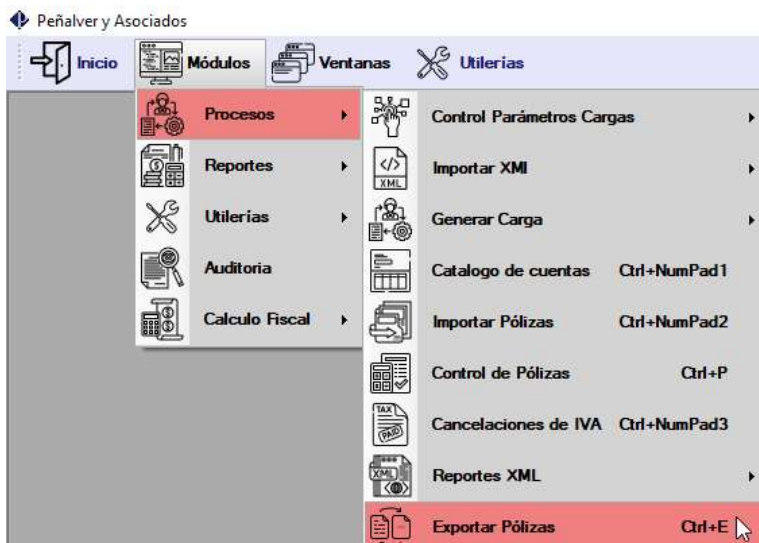 Peñalver y Asociados
Inicio Módulos Ventanas Utilerias
Procesos
Reportes
Utilerías
Auditoria
Calculo Fiscal
Control Parámetros Cargas
XML
Importar XMl
Generar Carga
Catalogo de cuentas Ctrl+NumPad1
Importar Pólizas Ctrl+NumPad2
Control de Pólizas Ctrl+P
TAX
PAID
Cancelaciones de IVA Ctrl+NumPad3
XML
Reportes XML
Exportar Pólizas Ctrl+E